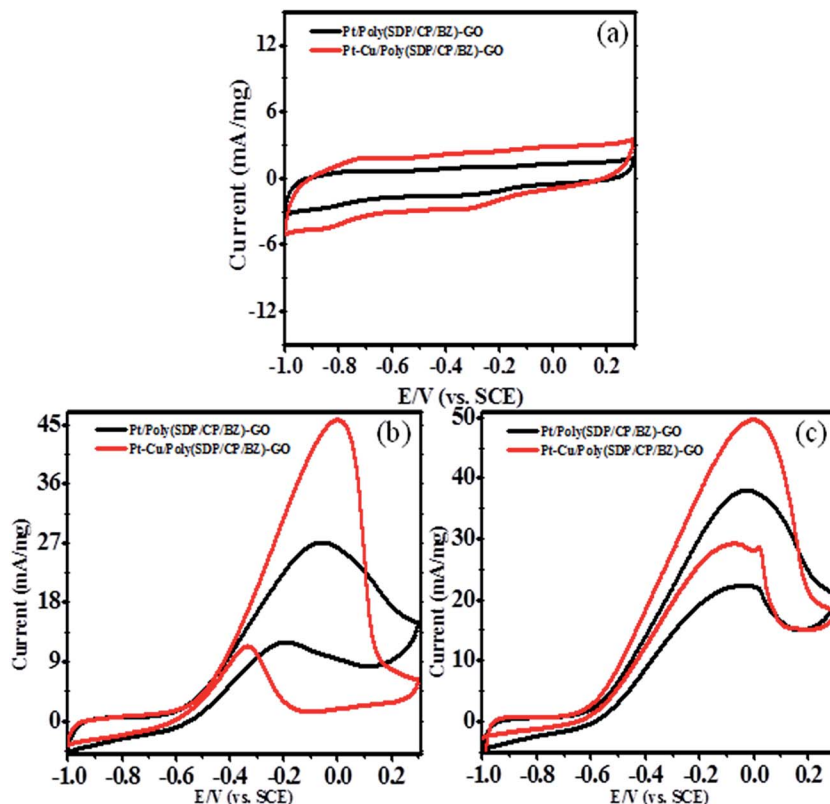 Pt/Poly(SDP/CP/BZ)-GO
Pt-Cu/Poly(SDP/CP/BZ)-GO
(a)
12
6
0
-6
-12
Current (mA/mg)
-1.0 -0.8 -0.6 -0.4 -0.2 0.0 0.2
E/V (vs. SCE)
Pt/Poly(SDP/CP/BZ)-GO
Pt-Cu/Poly(SDP/CP/BZ)-GO
(b)
45
36
27
18
9
0
Current (mA/mg)
-1.0 -0.8 -0.6 -0.4 -0.2 0.0 0.2
E/V (vs. SCE)
Pt/Poly(SDP/CP/BZ)-GO
Pt-Cu/Poly(SDP/CP/BZ)-GO
(c)
50
40
30
20
10
0
Current (mA/mg)
-1.0 -0.8 -0.6 -0.4 -0.2 0.0 0.2
E/V (vs. SCE)